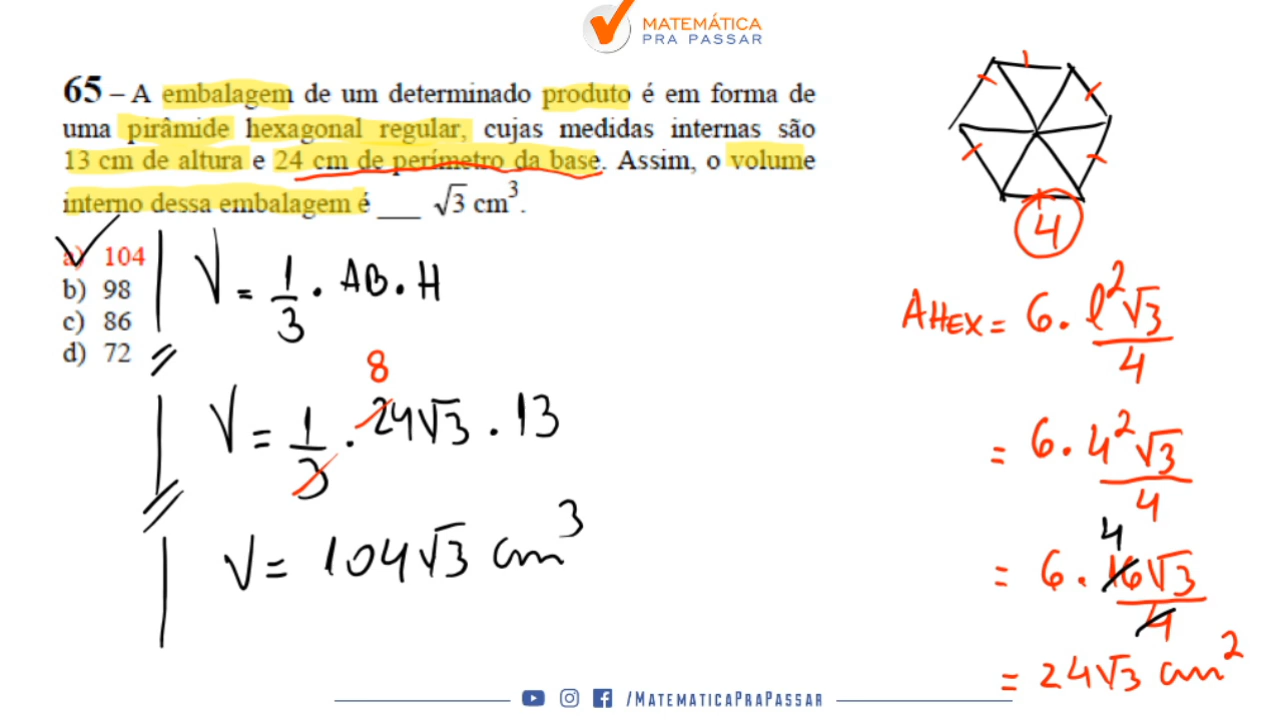 MATEMÁTICA
PRA PASSAR
65 – A embalagem de um determinado produto é em forma de
uma pirâmide hexagonal regular, cujas medidas internas são
13 cm de altura e 24 cm de perímetro da base. Assim, o volume
interno dessa embalagem é ___ √3 cm³.
a) 104
b) 98
c) 86
d) 72
V = 1/3 · AB · H
8
V = 1/3 · 24√3 · 13
V = 104√3 cm³
4
AHEX = 6 · l²√3/4
= 6 · 4²√3/4
4
= 6 · 16√3/4
= 24√3 cm²
/MATEMATICAPRAPASSAR